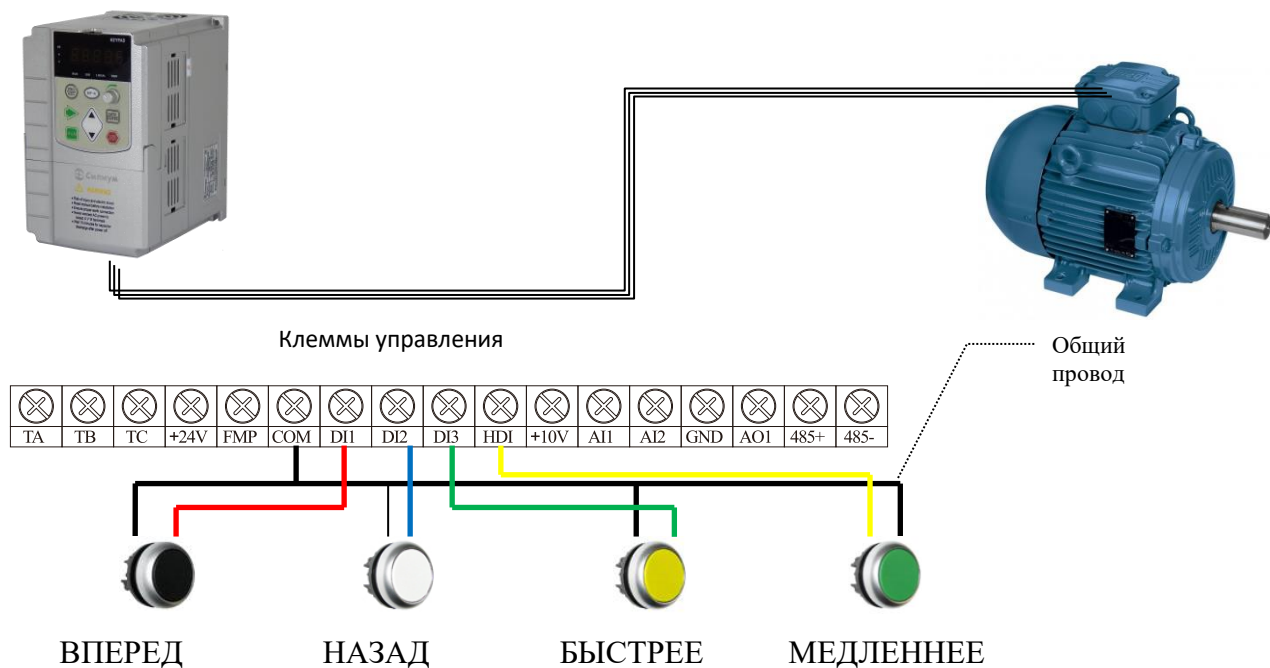 KEYPAD
Клеммы управления
Общий
провод
TA TB TC +24V FMP COM DI1 DI2 DI3 HDI +10V AI1 AI2 GND AO1 485+ 485-
ВПЕРЕД НАЗАД БЫСТРЕЕ МЕДЛЕННЕЕ